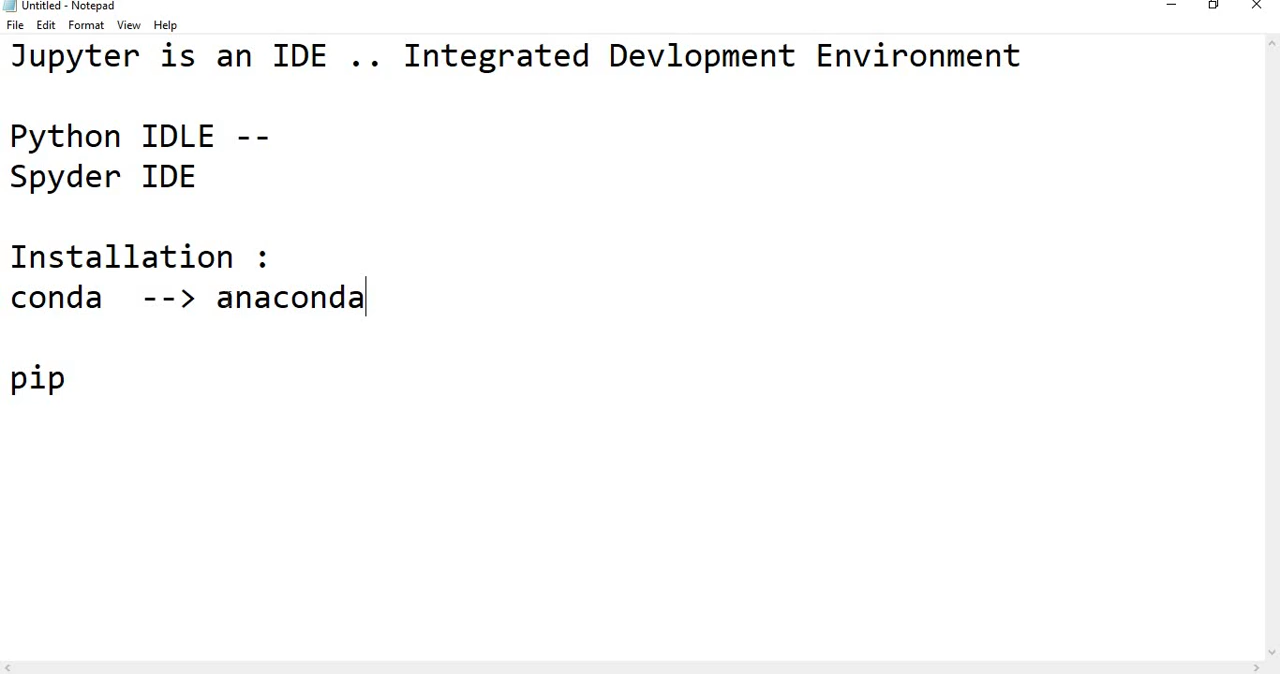 Untitled - Notepad
File Edit Format View Help
Jupyter is an IDE .. Integrated Devlopment Environment
Python IDLE --
Spyder IDE
Installation :
conda --> anaconda
pip